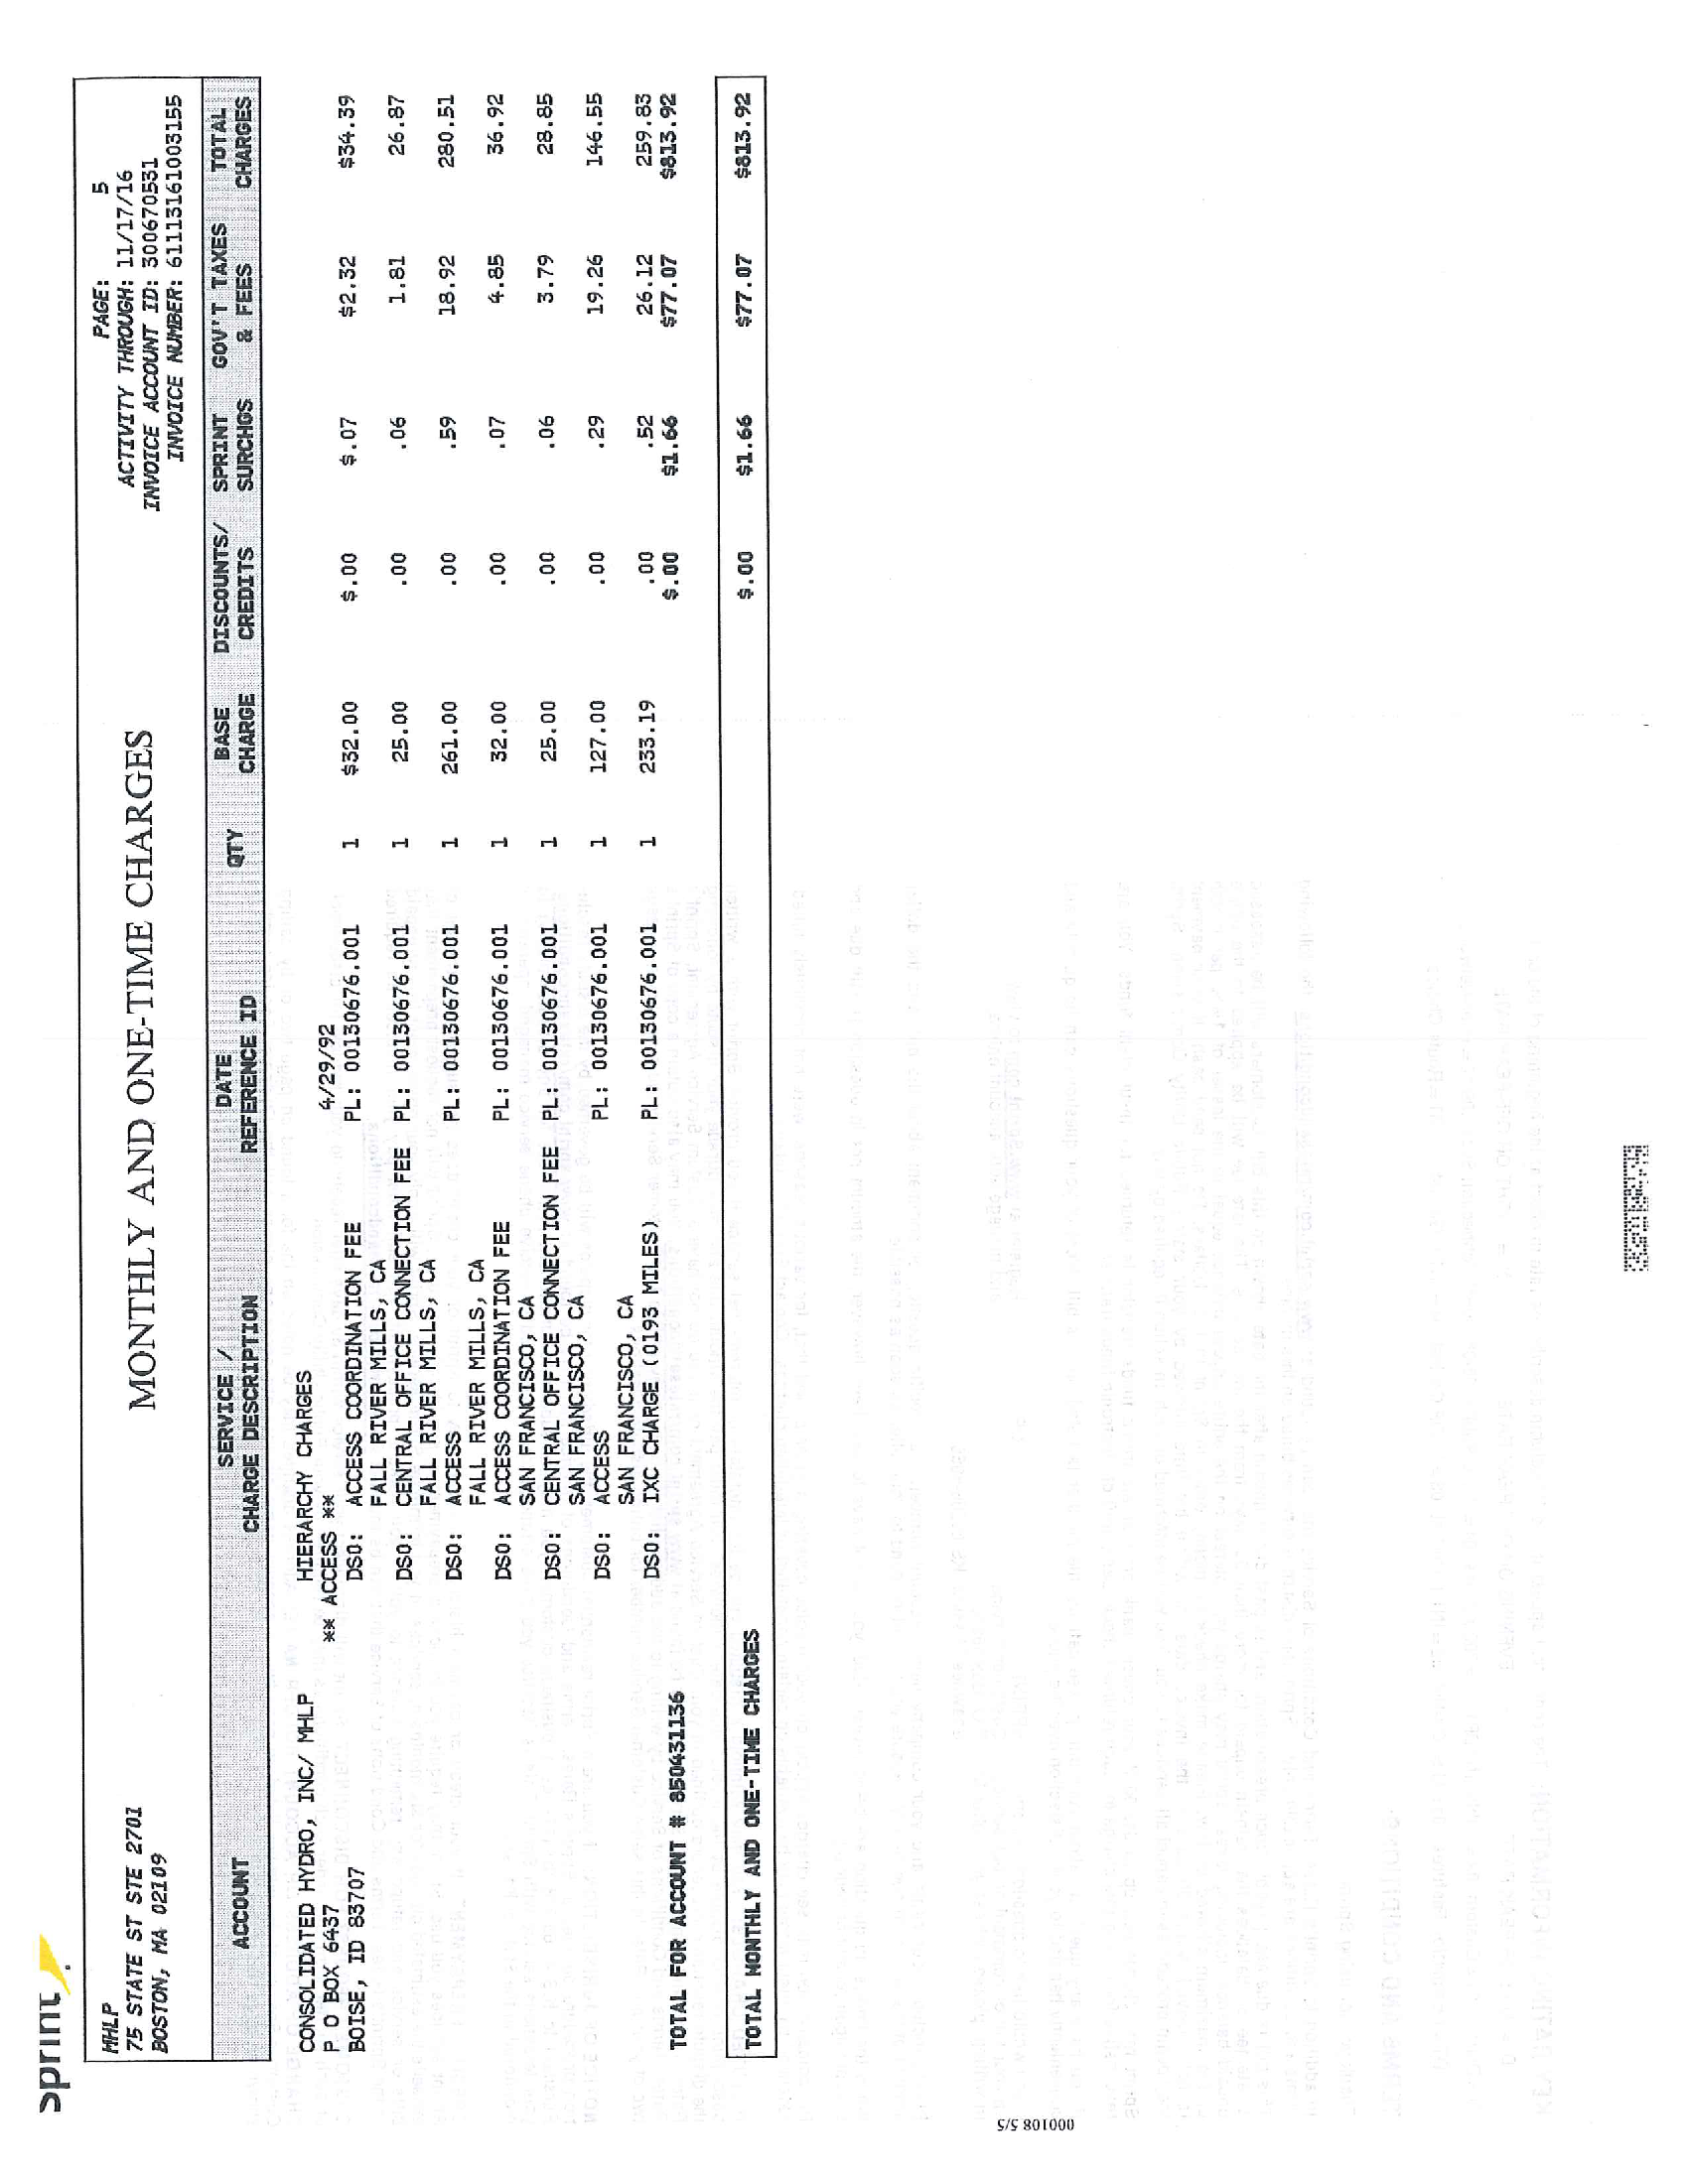 Sprint
MHLP
75 STATE ST STE 2701
BOSTON, MA 02109
MONTHLY AND ONE-TIME CHARGES
PAGE: 5
ACTIVITY THROUGH: 11/17/16
INVOICE ACCOUNT ID: 300670531
INVOICE NUMBER: 611131610031​55
ACCOUNT SERVICE / CHARGE DESCRIPTION DATE REFERENCE ID QTY BASE CHARGE DISCOUNTS/ CREDITS SPRINT SURCHGS GOV'T TAXES & FEES TOTAL CHARGES
CONSOLIDATED HYDRO, INC/ MHLP HIERARCHY CHARGES
P O BOX 6437 ** ACCESS ** 4/29/92
BOISE, ID 83707 DS0: ACCESS COORDINATION FEE PL: 00130676.001 1 $32.00 $.00 $.07 $2.32 $34.39
FALL RIVER MILLS, CA
DS0: CENTRAL OFFICE CONNECTION FEE PL: 00130676.001 1 25.00 .00 .06 1.81 26.87
FALL RIVER MILLS, CA
DS0: ACCESS PL: 00130676.001 1 261.00 .00 .59 18.92 280.51
FALL RIVER MILLS, CA
DS0: ACCESS COORDINATION FEE PL: 00130676.001 1 32.00 .00 .07 4.85 36.92
SAN FRANCISCO, CA
DS0: CENTRAL OFFICE CONNECTION FEE PL: 00130676.001 1 25.00 .00 .06 3.79 28.85
SAN FRANCISCO, CA
DS0: ACCESS PL: 00130676.001 1 127.00 .00 .29 19.26 146.55
SAN FRANCISCO, CA
DS0: IXC CHARGE (0193 MILES) PL: 00130676.001 1 233.19 .00 .52 26.12 259.83
TOTAL FOR ACCOUNT # 850431136 $.00 $1.66 $77.07 $813.92
TOTAL MONTHLY AND ONE-TIME CHARGES $.00 $1.66 $77.07 $813.92
000108 5/5